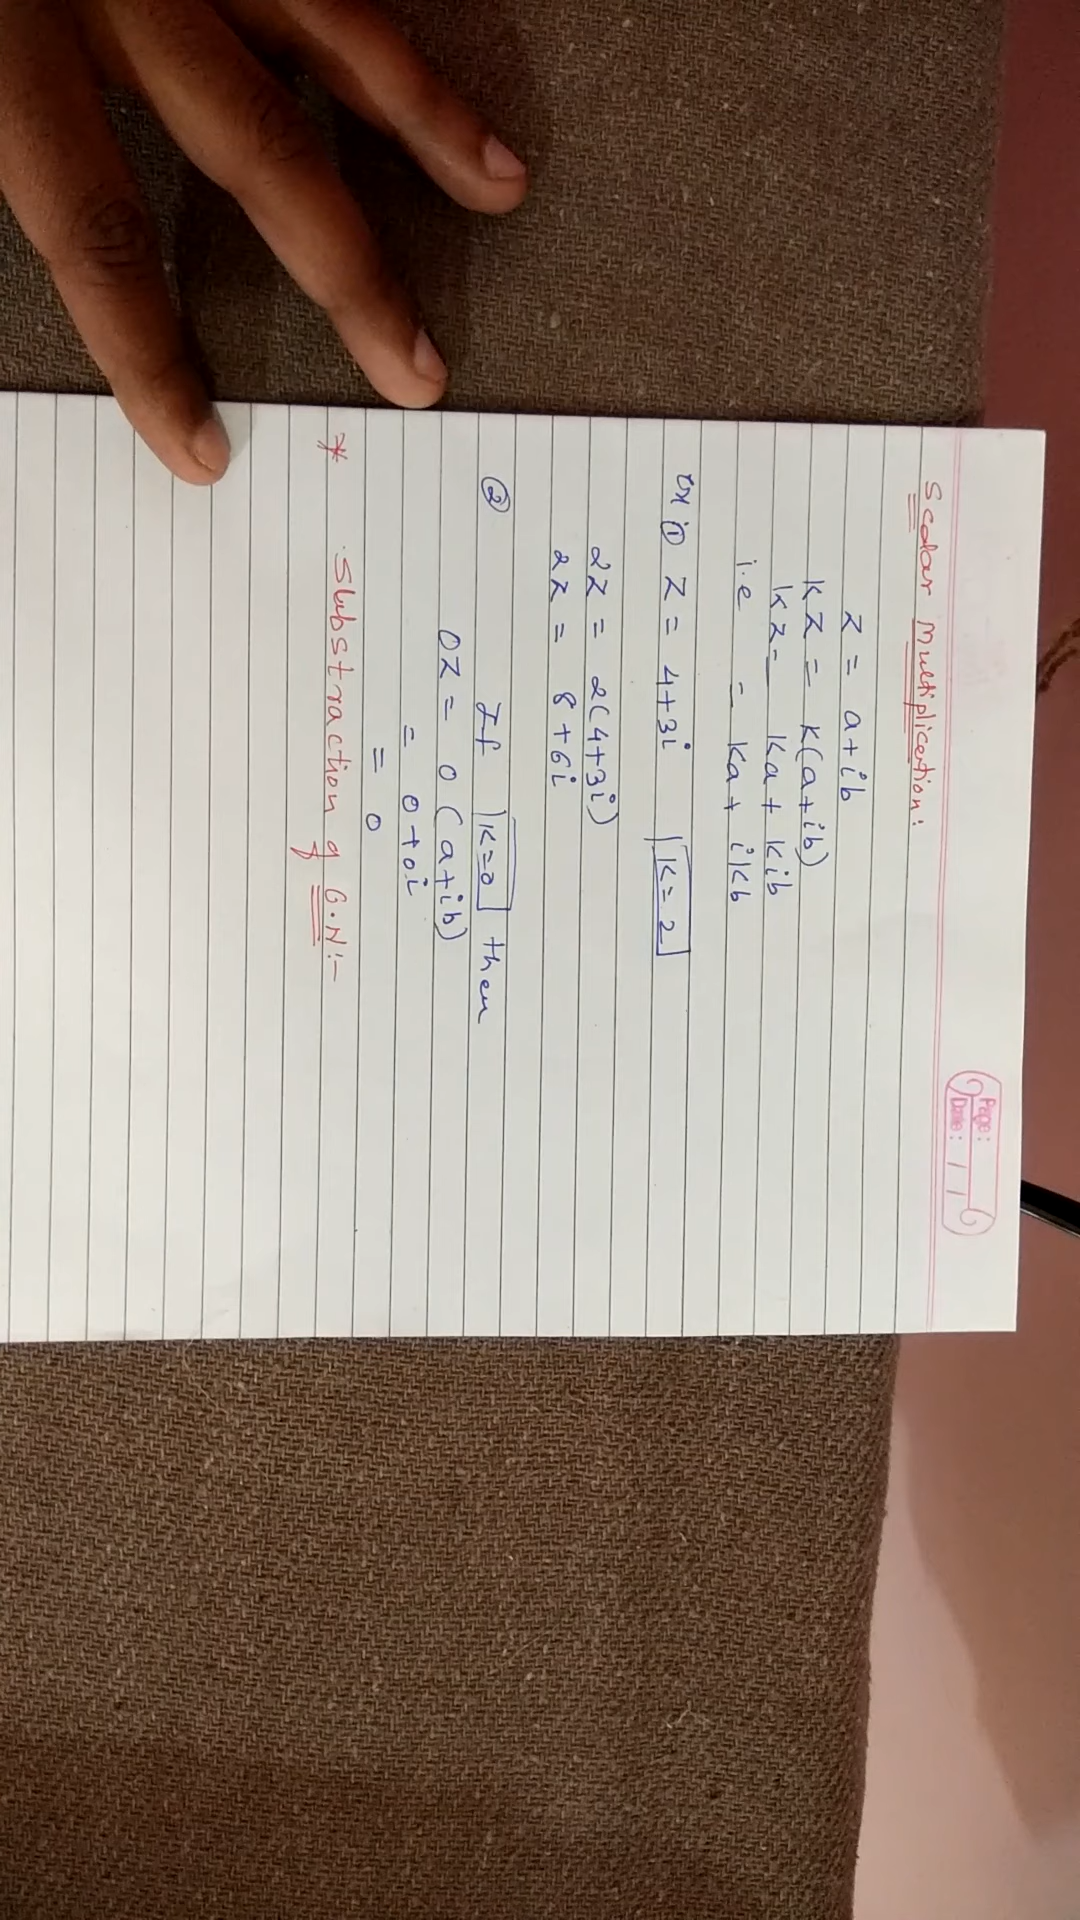 Page:
Date: / /
Scalar Multiplication:
z = a+ib
kz = k(a+ib)
kz = ka + kib
i.e = ka + ikb
ex ① z = 4+3i k=2
2z = 2(4+3i)
2z = 8+6i
② If k=0 then
0z = 0 (a+ib)
= 0+0i
= 0
* Substraction of C.N:-